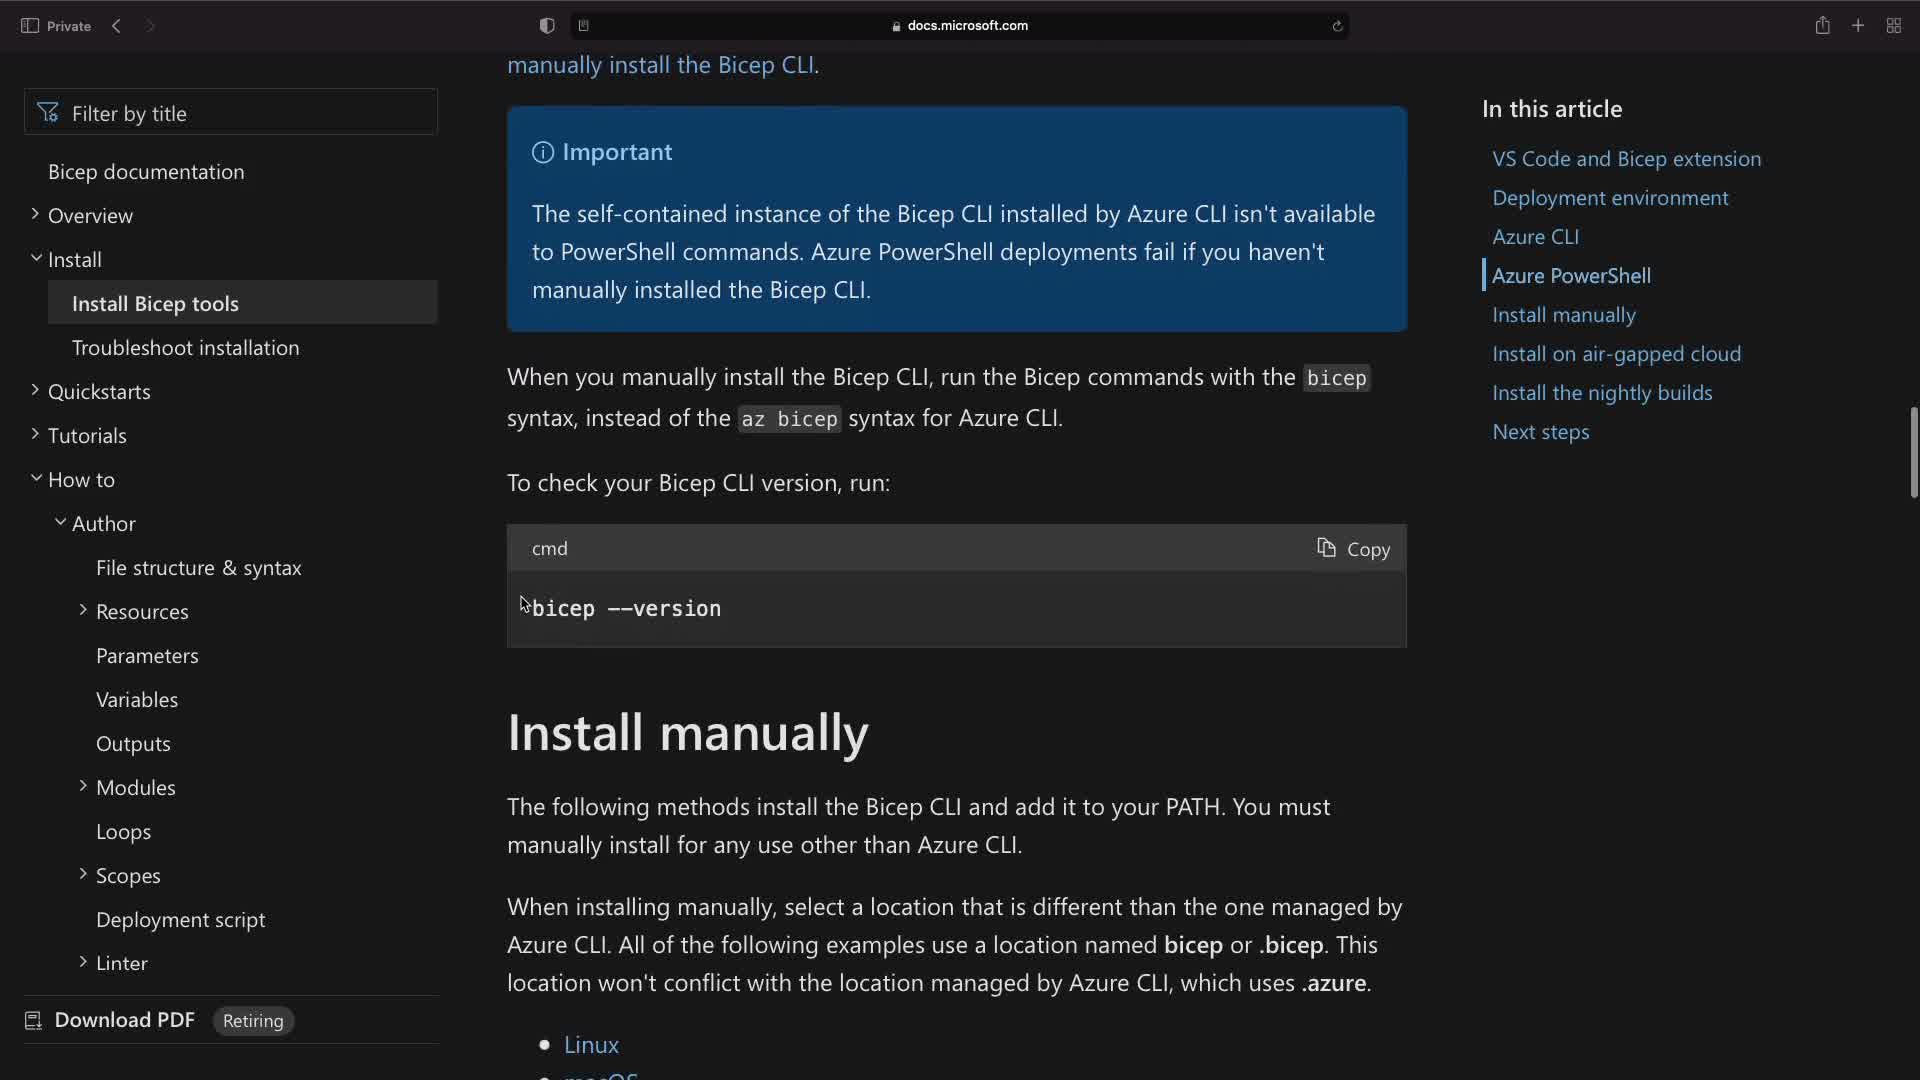 Private
docs.microsoft.com
Filter by title
Bicep documentation
Overview
Install
Install Bicep tools
Troubleshoot installation
Quickstarts
Tutorials
How to
Author
File structure & syntax
Resources
Parameters
Variables
Outputs
Modules
Loops
Scopes
Deployment script
Linter
Download PDF
Retiring
manually install the Bicep CLI.
Important
The self-contained instance of the Bicep CLI installed by Azure CLI isn't available
to PowerShell commands. Azure PowerShell deployments fail if you haven't
manually installed the Bicep CLI.
When you manually install the Bicep CLI, run the Bicep commands with the bicep
syntax, instead of the az bicep syntax for Azure CLI.
To check your Bicep CLI version, run:
cmd
Copy
bicep --version
Install manually
The following methods install the Bicep CLI and add it to your PATH. You must
manually install for any use other than Azure CLI.
When installing manually, select a location that is different than the one managed by
Azure CLI. All of the following examples use a location named bicep or .bicep. This
location won't conflict with the location managed by Azure CLI, which uses .azure.
Linux
macOS
In this article
VS Code and Bicep extension
Deployment environment
Azure CLI
Azure PowerShell
Install manually
Install on air-gapped cloud
Install the nightly builds
Next steps